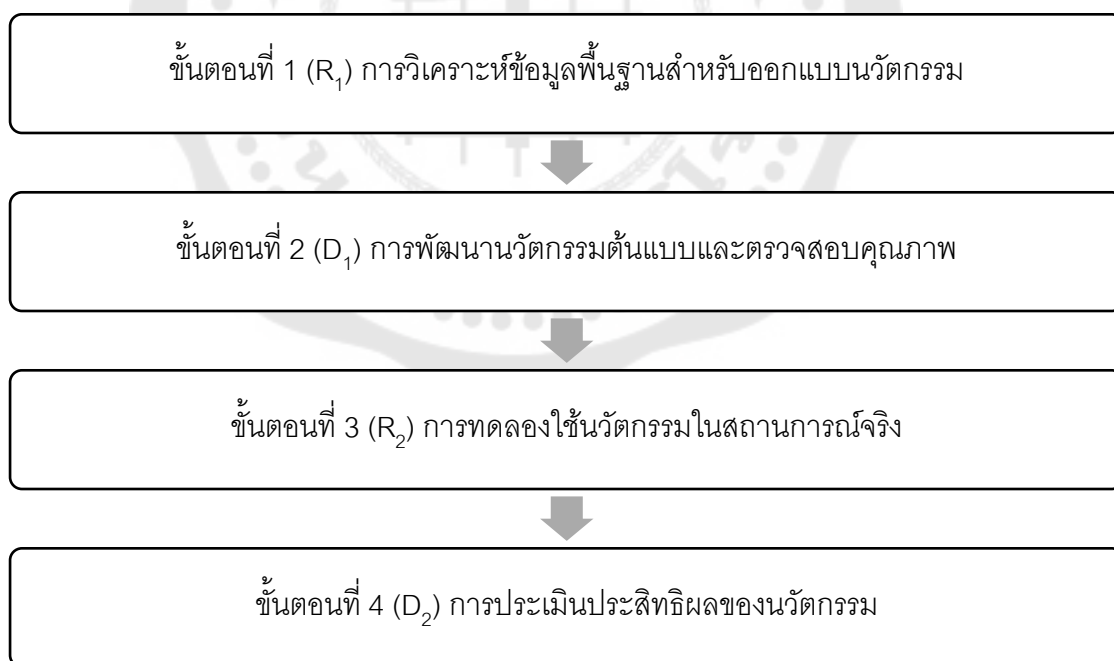 ขั้นตอนที่ 1 (R₁) การวิเคราะห์ข้อมูลพื้นฐานสำหรับออกแบบนวัตกรรม
ขั้นตอนที่ 2 (D₁) การพัฒนานวัตกรรมต้นแบบและตรวจสอบคุณภาพ
ขั้นตอนที่ 3 (R₂) การทดลองใช้นวัตกรรมในสถานการณ์จริง
ขั้นตอนที่ 4 (D₂) การประเมินประสิทธิผลของนวัตกรรม